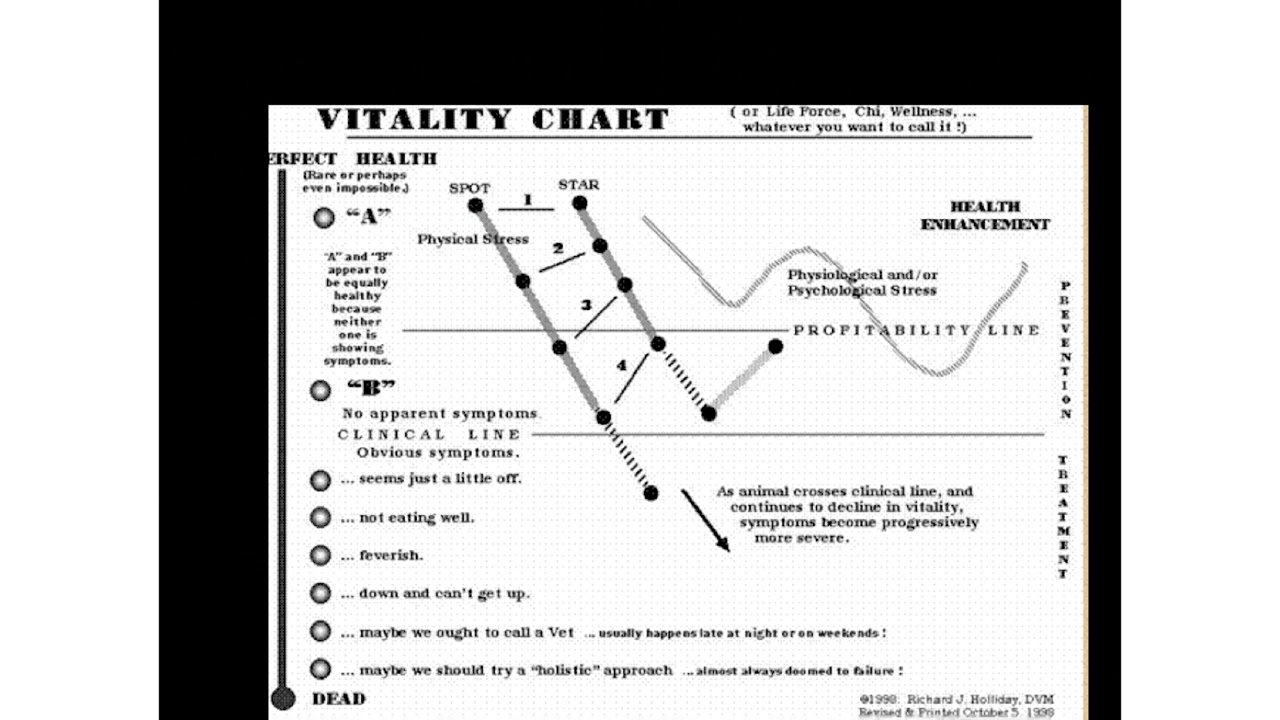 VITALITY CHART
( or Life Force, Chi, Wellness, ...
whatever you want to call it !)
ERFECT HEALTH
(Rare or perhaps
even impossible.)
SPOT
STAR
1
"A"
HEALTH
ENHANCEMENT
Physical Stress
2
"A" and "B"
appear to
be equally
healthy
because
neither
one is
showing
symptoms.
Physiological and/or
Psychological Stress
3
PROFITABILITY LINE
4
PREVENTION
"B"
No apparent symptoms.
CLINICAL LINE
Obvious symptoms.
TREATMENT
... seems just a little off.
As animal crosses clinical line, and
continues to decline in vitality,
symptoms become progressively
more severe.
... not eating well.
... feverish.
... down and can't get up.
... maybe we ought to call a Vet ... usually happens late at night or on weekends !
... maybe we should try a "holistic" approach ... almost always doomed to failure !
DEAD
©1998: Richard J. Holliday, DVM
Revised & Printed October 5, 1998